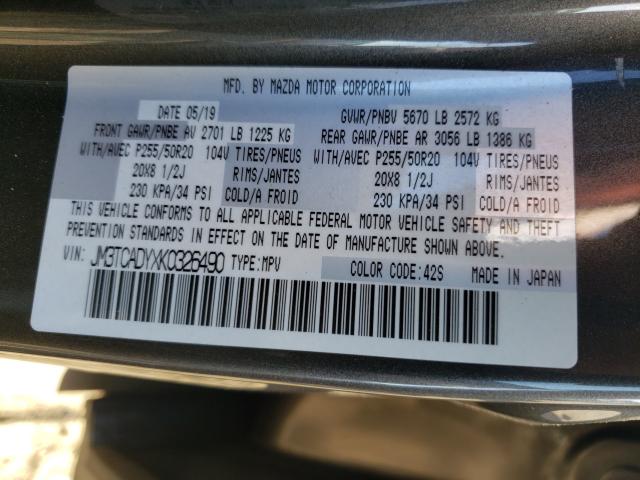 MFD. BY MAZDA MOTOR CORPORATION
DATE 05/19 GVWR/PNBV 5670 LB 2572 KG
FRONT GAWR/PNBE AV 2701 LB 1225 KG REAR GAWR/PNBE AR 3056 LB 1386 KG
WITH/AVEC P255/50R20 104V TIRES/PNEUS WITH/AVEC P255/50R20 104V TIRES/PNEUS
20X8 1/2J RIMS/JANTES 20X8 1/2J RIMS/JANTES
230 KPA/34 PSI COLD/A FROID 230 KPA/34 PSI COLD/A FROID
THIS VEHICLE CONFORMS TO ALL APPLICABLE FEDERAL MOTOR VEHICLE SAFETY AND THEFT
PREVENTION STANDARDS IN EFFECT ON THE DATE OF MANUFACTURE SHOWN ABOVE.
VIN: JM3TCADYXK0326490 TYPE:MPV COLOR CODE:42S MADE IN JAPAN